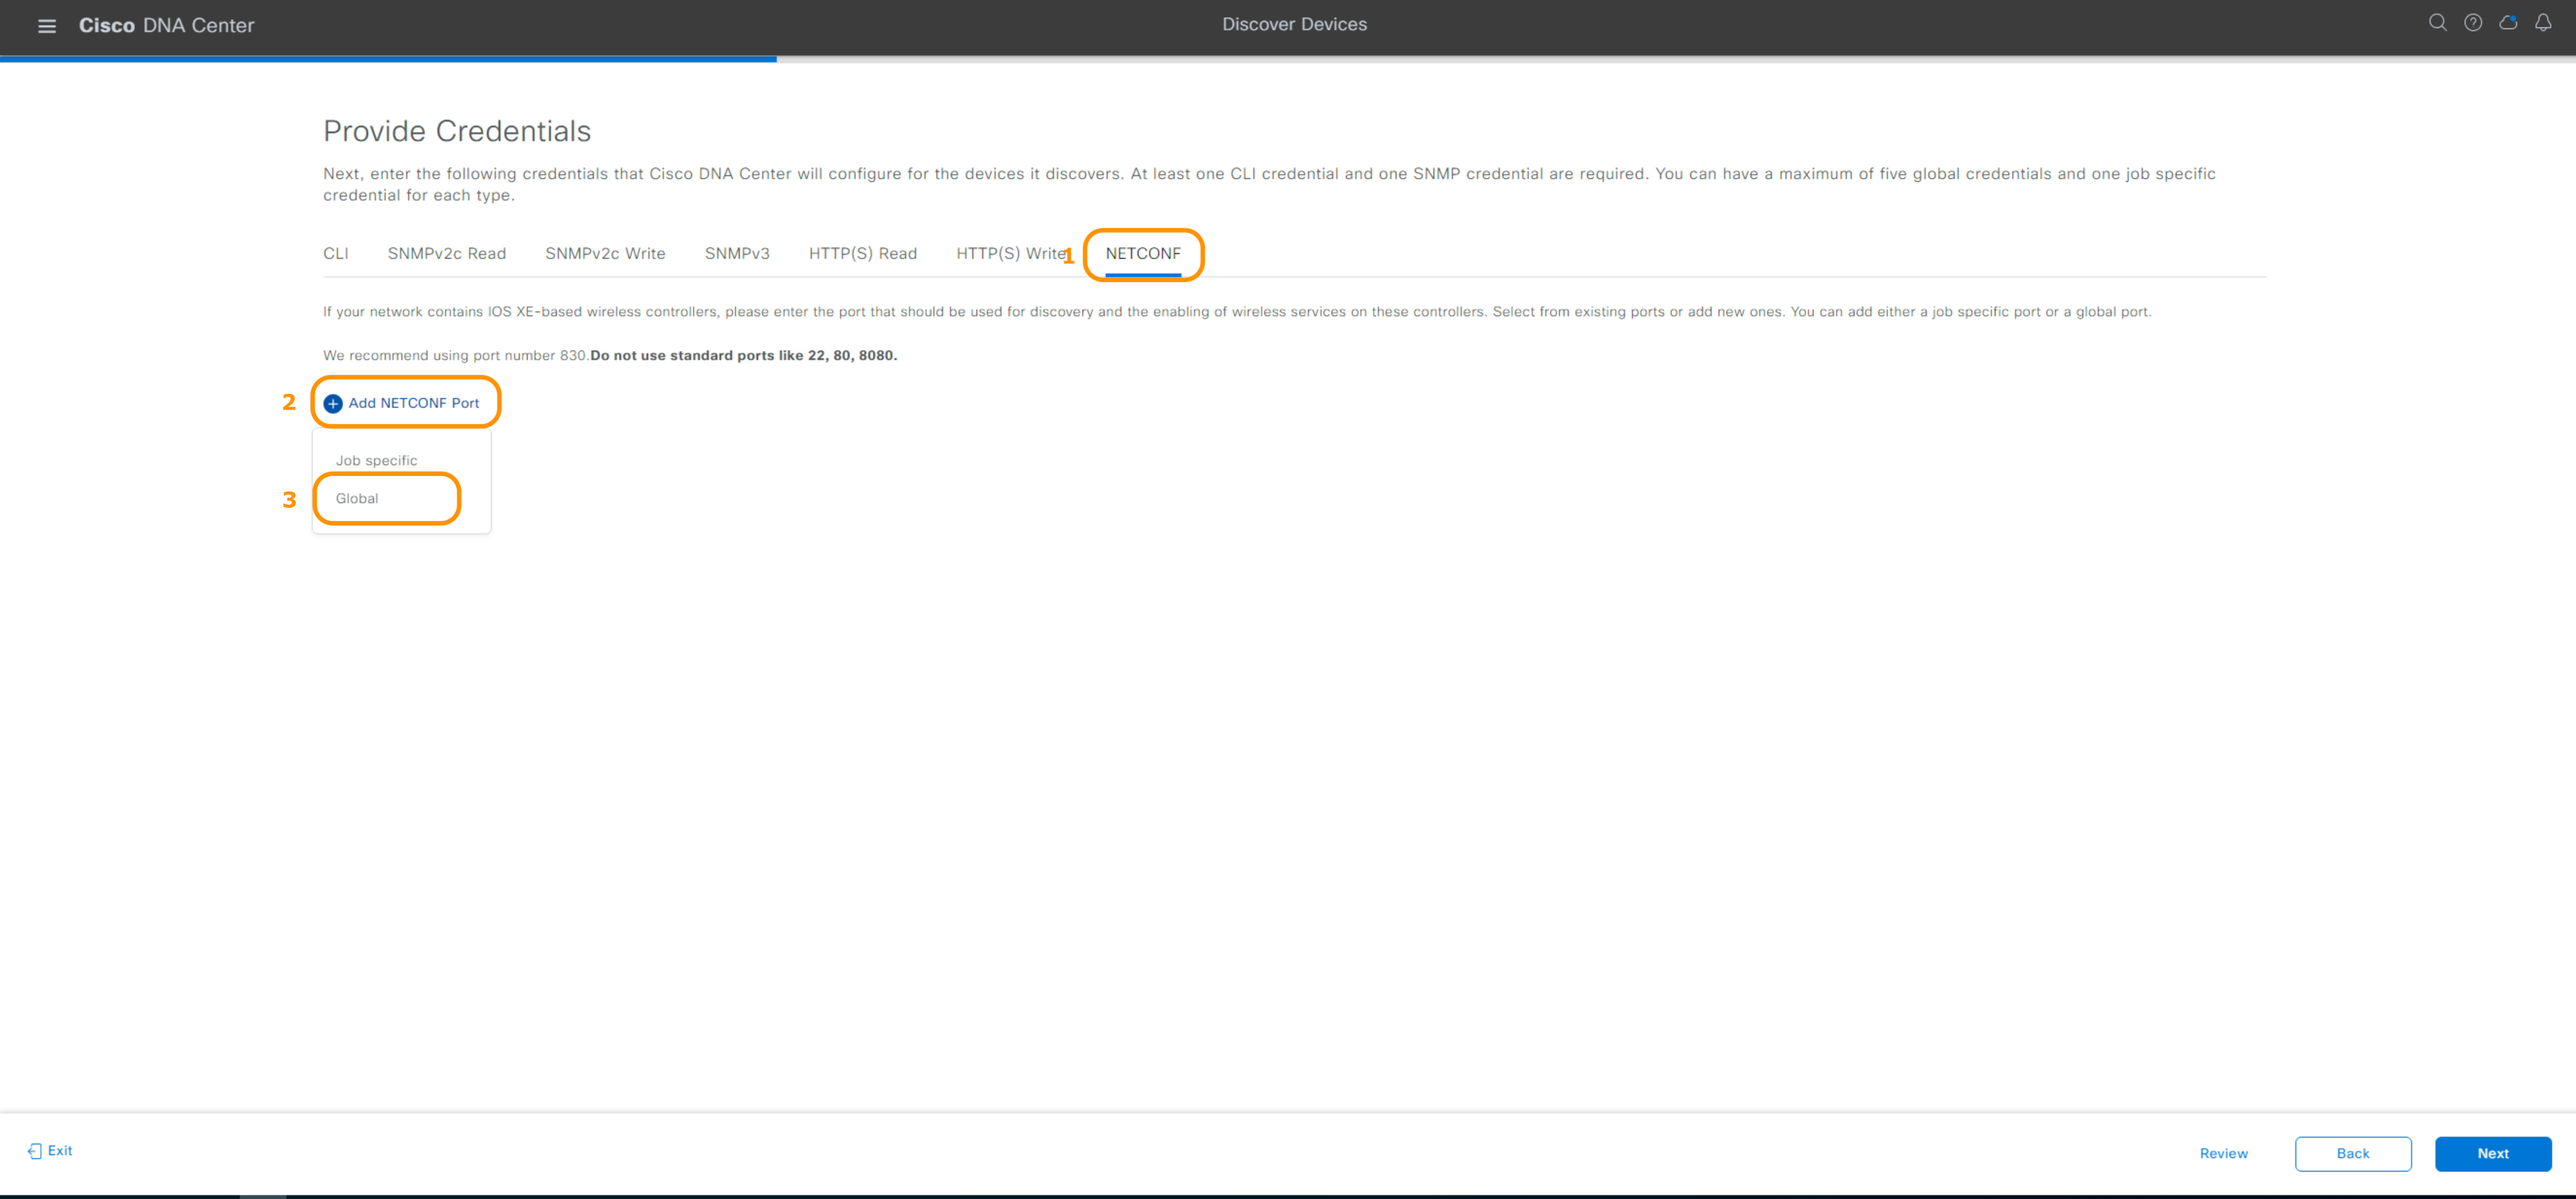 Cisco DNA Center
Discover Devices
Provide Credentials
Next, enter the following credentials that Cisco DNA Center will configure for the devices it discovers. At least one CLI credential and one SNMP credential are required. You can have a maximum of five global credentials and one job specific
credential for each type.
CLI SNMPv2c Read SNMPv2c Write SNMPv3 HTTP(S) Read HTTP(S) Write 1 NETCONF
If your network contains IOS XE-based wireless controllers, please enter the port that should be used for discovery and the enabling of wireless services on these controllers. Select from existing ports or add new ones. You can add either a job specific port or a global port.
We recommend using port number 830.Do not use standard ports like 22, 80, 8080.
2 Add NETCONF Port
Job specific
3 Global
Exit
Review Back Next